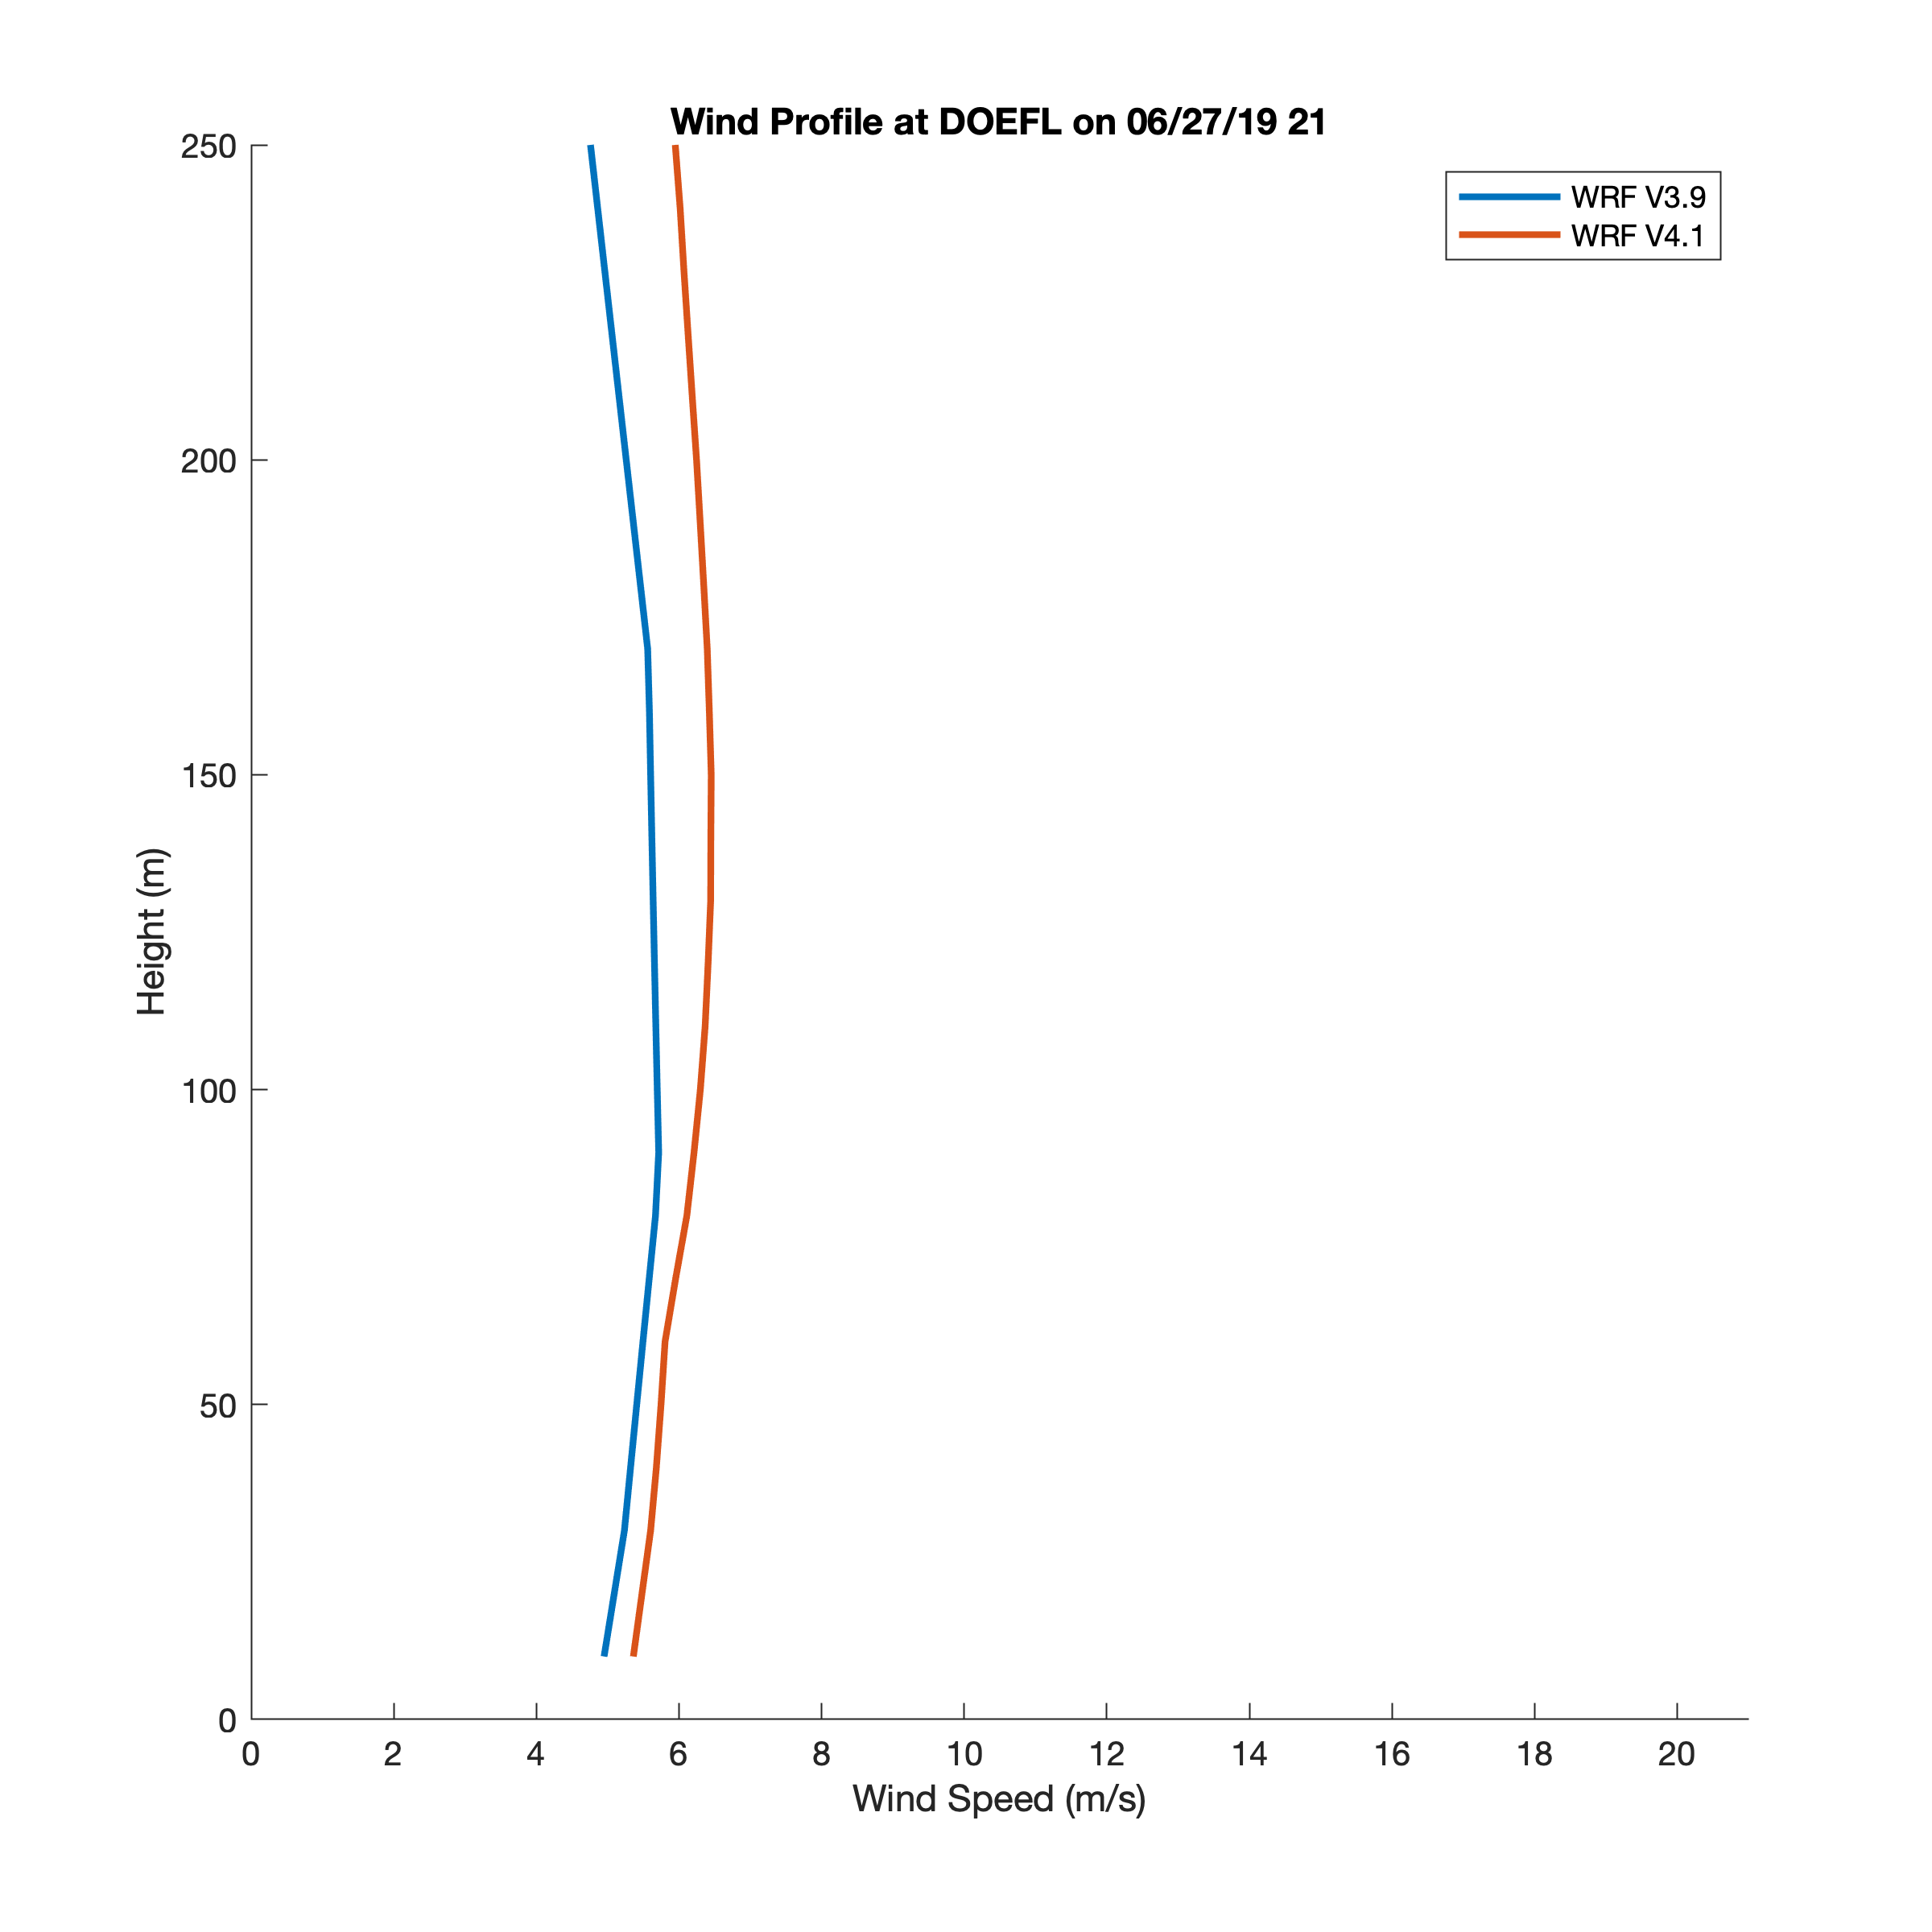 Wind Profile at DOEFL on 06/27/19 21
WRF V3.9
WRF V4.1
250
200
150
100
50
0
Height (m)
0 2 4 6 8 10 12 14 16 18 20
Wind Speed (m/s)